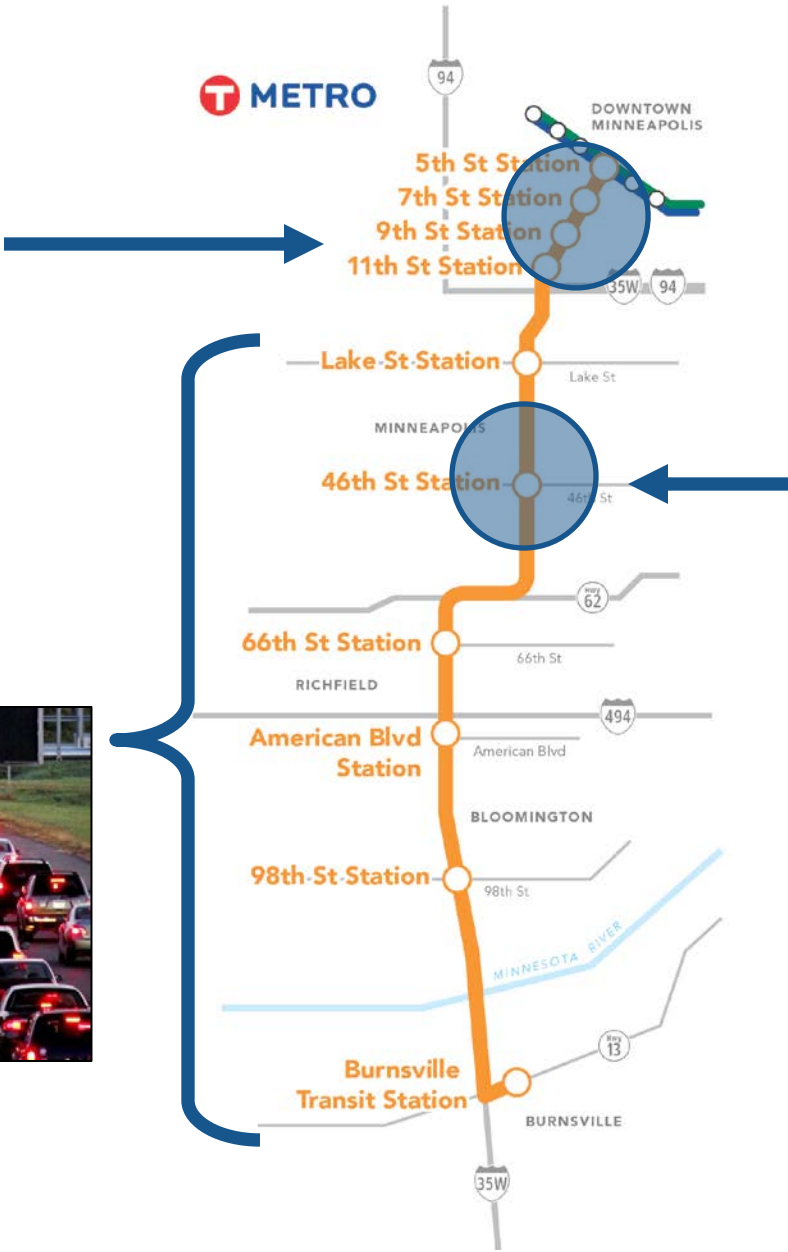 94
T METRO
DOWNTOWN
MINNEAPOLIS
5th St Station
7th St Station
9th St Station
11th St Station
35W
94
Lake St Station
Lake St
MINNEAPOLIS
46th St Station
46th St
Hwy
62
66th St Station
66th St
RICHFIELD
494
American Blvd
Station
American Blvd
BLOOMINGTON
98th St Station
98th St
MINNESOTA RIVER
Hwy
13
Burnsville
Transit Station
BURNSVILLE
35W